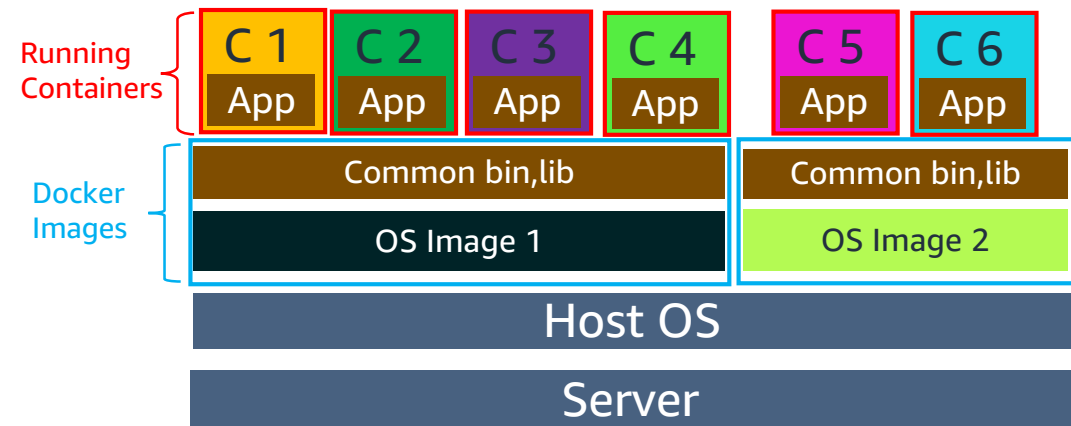 Running
Containers
C 1
C 2
C 3
C 4
C 5
C 6
App
App
App
App
App
App
Docker
Images
Common bin,lib
Common bin,lib
OS Image 1
OS Image 2
Host OS
Server